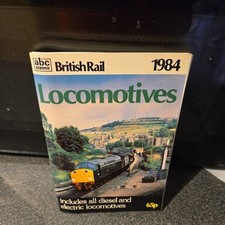 abc
British Rail
1984
Locomotives
includes all diesel and
electric locomotives
65p